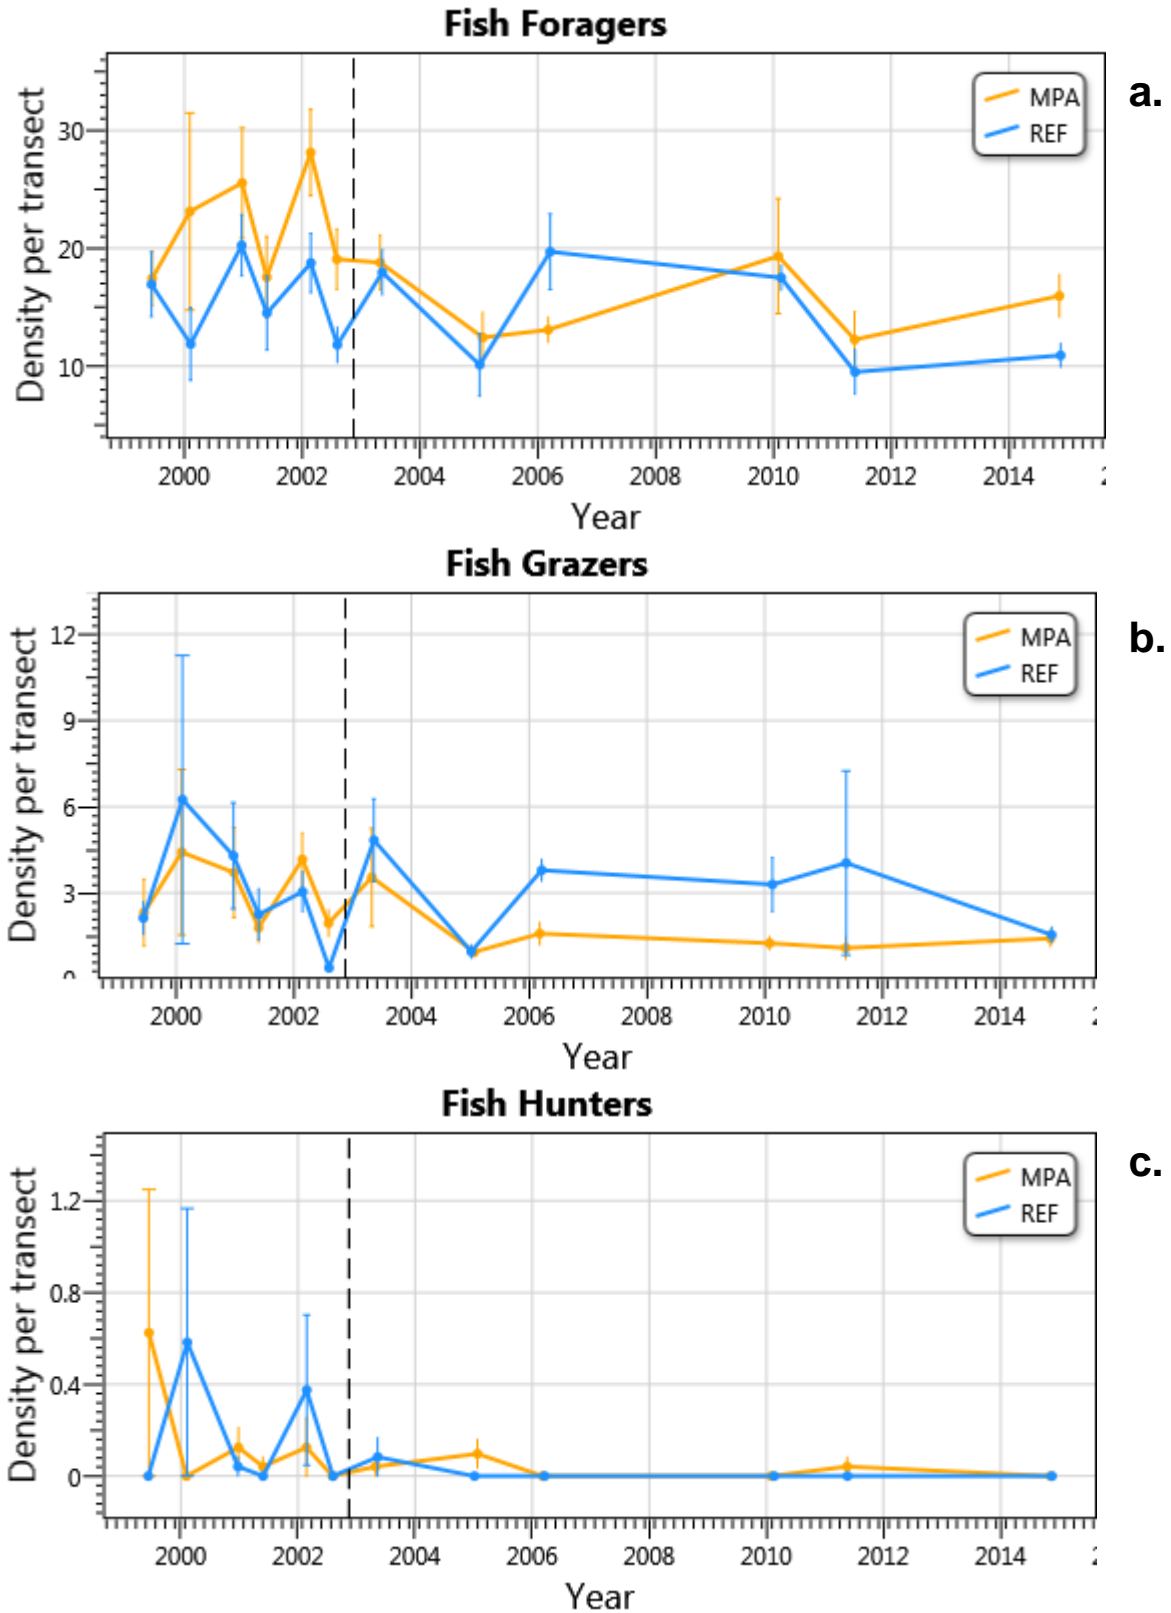 Fish Foragers
a.
MPA
REF
Density per transect
30
20
10
2000 2002 2004 2006 2008 2010 2012 2014
Year
Fish Grazers
b.
MPA
REF
Density per transect
12
9
6
3
0
2000 2002 2004 2006 2008 2010 2012 2014
Year
Fish Hunters
c.
MPA
REF
Density per transect
1.2
0.8
0.4
0
2000 2002 2004 2006 2008 2010 2012 2014
Year